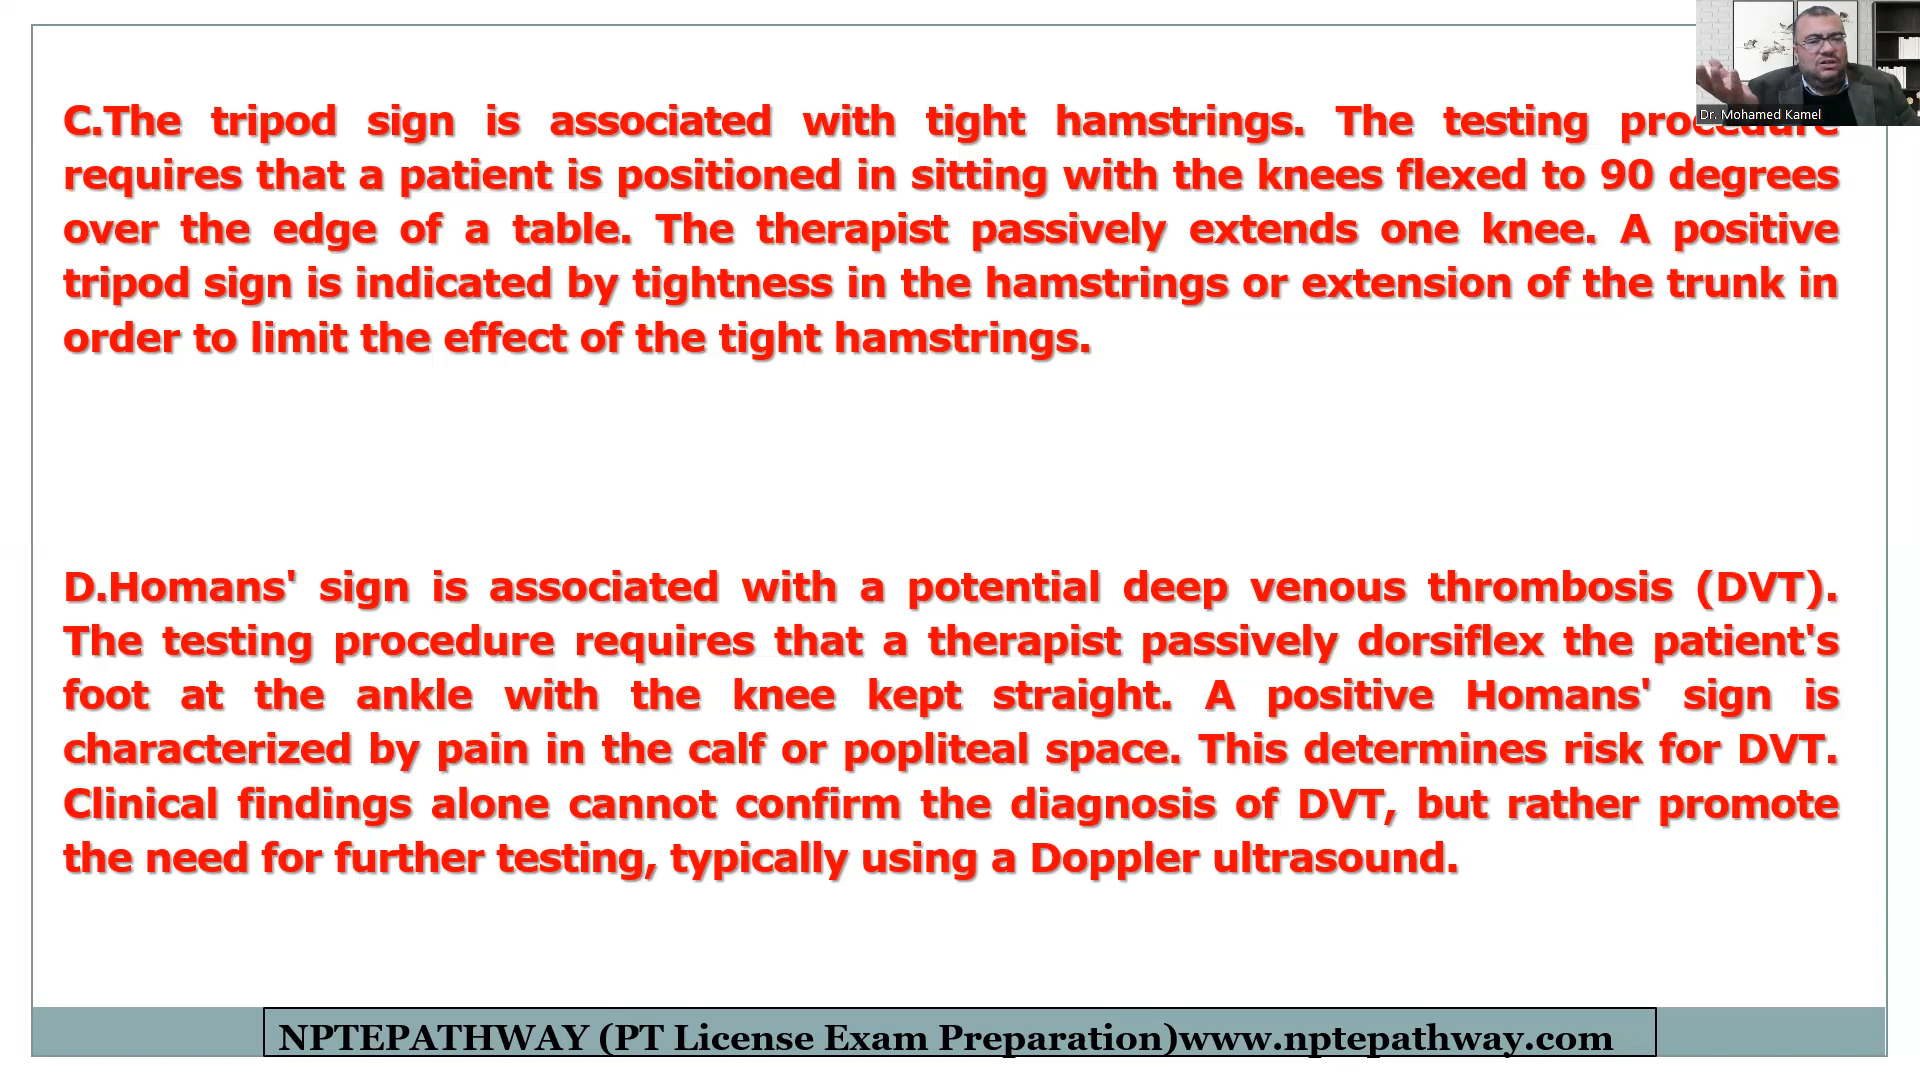 C.The tripod sign is associated with tight hamstrings. The testing procedure
requires that a patient is positioned in sitting with the knees flexed to 90 degrees
over the edge of a table. The therapist passively extends one knee. A positive
tripod sign is indicated by tightness in the hamstrings or extension of the trunk in
order to limit the effect of the tight hamstrings.
D.Homans' sign is associated with a potential deep venous thrombosis (DVT).
The testing procedure requires that a therapist passively dorsiflex the patient's
foot at the ankle with the knee kept straight. A positive Homans' sign is
characterized by pain in the calf or popliteal space. This determines risk for DVT.
Clinical findings alone cannot confirm the diagnosis of DVT, but rather promote
the need for further testing, typically using a Doppler ultrasound.
NPTEPATHWAY (PT License Exam Preparation)www.nptepathway.com
Dr. Mohamed Kamel